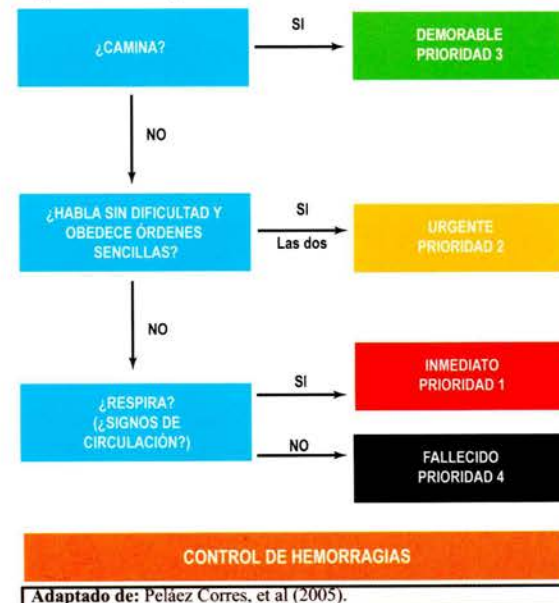 ¿CAMINA?
SI
DEMORABLE
PRIORIDAD 3
NO
¿HABLA SIN DIFICULTAD Y
OBEDECE ÓRDENES
SENCILLAS?
SI
Las dos
URGENTE
PRIORIDAD 2
NO
¿RESPIRA?
(¿SIGNOS DE
CIRCULACIÓN?)
SI
INMEDIATO
PRIORIDAD 1
NO
FALLECIDO
PRIORIDAD 4
CONTROL DE HEMORRAGIAS
Adaptado de: Peláez Corres, et al (2005).